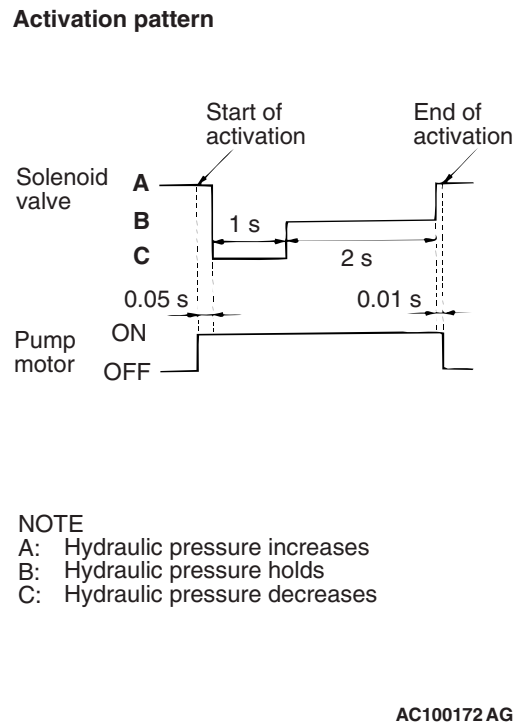 Activation pattern
Start of
activation
End of
activation
Solenoid
valve
A
B
C
1 s
2 s
0.05 s
0.01 s
Pump
motor
ON
OFF
NOTE
A: Hydraulic pressure increases
B: Hydraulic pressure holds
C: Hydraulic pressure decreases
AC100172 AG